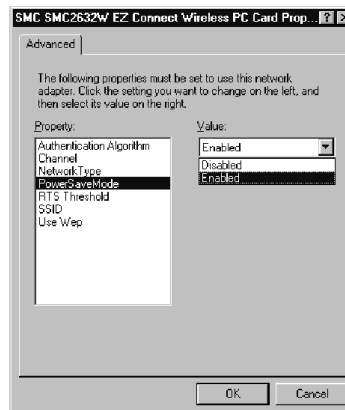 SMC SMC2632W EZ Connect Wireless PC Card Prop...
Advanced
The following properties must be set to use this network
adapter. Click the setting you want to change on the left, and
then select its value on the right.
Property:
Value:
Authentication Algorithm
Channel
NetworkType
PowerSaveMode
RTS Threshold
SSID
Use Wep
Enabled
Disabled
Enabled
OK
Cancel